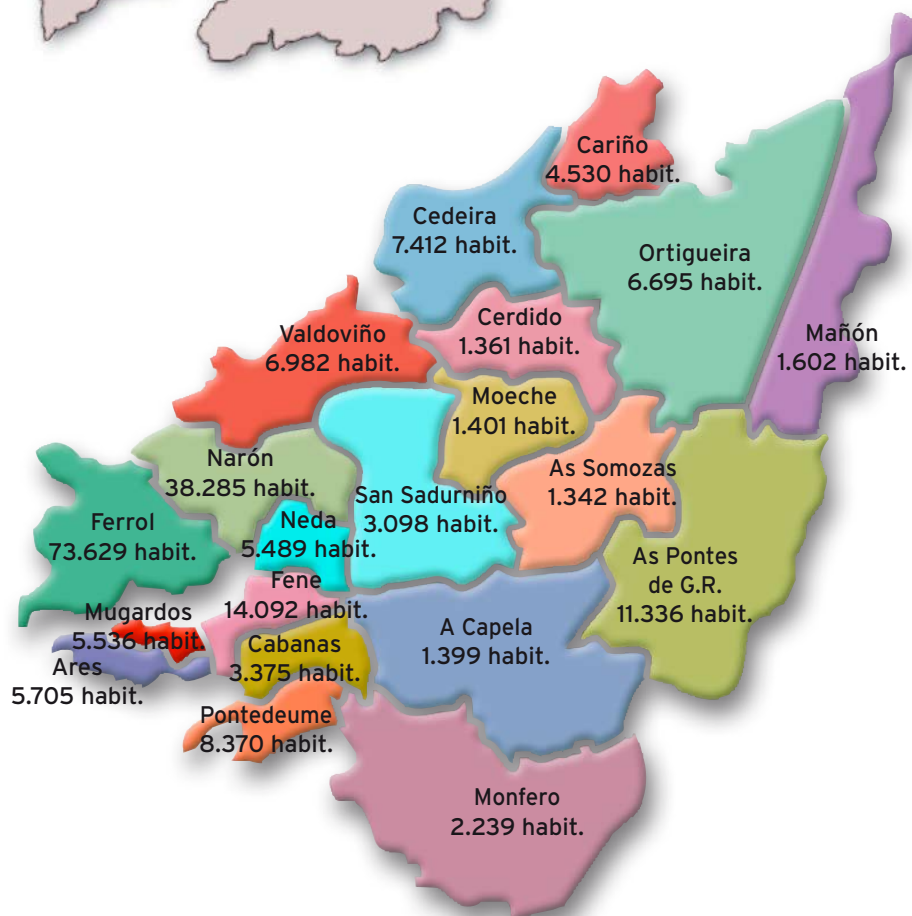 Cariño
4.530 habit.
Cedeira
7.412 habit.
Ortigueira
6.695 habit.
Mañón
1.602 habit.
Cerdido
1.361 habit.
Valdoviño
6.982 habit.
Moeche
1.401 habit.
As Somozas
1.342 habit.
Narón
38.285 habit.
San Sadurniño
3.098 habit.
Ferrol
73.629 habit.
Neda
5.489 habit.
As Pontes
de G.R.
11.336 habit.
Fene
14.092 habit.
Mugardos
5.536 habit.
A Capela
1.399 habit.
Cabanas
3.375 habit.
Ares
5.705 habit.
Pontedeume
8.370 habit.
Monfero
2.239 habit.